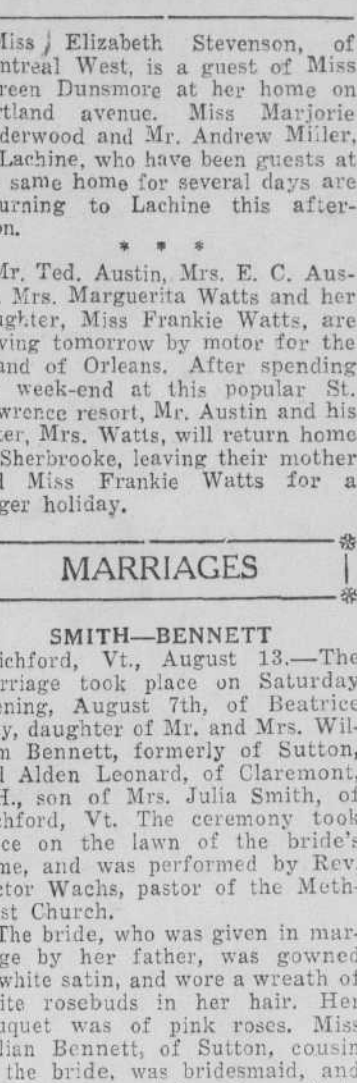 Miss Elizabeth Stevenson, of
ntreal West, is a guest of Miss
reen Dunsmore at her home on
rtland avenue. Miss Marjorie
derwood and Mr. Andrew Miller,
Lachine, who have been guests at
same home for several days are
urning to Lachine this after-
on.
* * *
Mr. Ted. Austin, Mrs. E. C. Aus-
Mrs. Marguerita Watts and her
ughter, Miss Frankie Watts, are
ving tomorrow by motor for the
and of Orleans. After spending
week-end at this popular St.
wrence resort, Mr. Austin and his
ter, Mrs. Watts, will return home
Sherbrooke, leaving their mother
d Miss Frankie Watts for a
ger holiday.
MARRIAGES
SMITH—BENNETT
ichford, Vt., August 13.—The
rriage took place on Saturday
ening, August 7th, of Beatrice
y, daughter of Mr. and Mrs. Wil-
m Bennett, formerly of Sutton,
d Alden Leonard, of Claremont,
H., son of Mrs. Julia Smith, of
chford, Vt. The ceremony took
ce on the lawn of the bride's
me, and was performed by Rev.
ctor Wachs, pastor of the Meth-
ist Church.
The bride, who was given in mar-
ge by her father, was gowned
white satin, and wore a wreath of
ite rosebuds in her hair. Her
uquet was of pink roses. Miss
lian Bennett, of Sutton, cousin
the bride, was bridesmaid, and